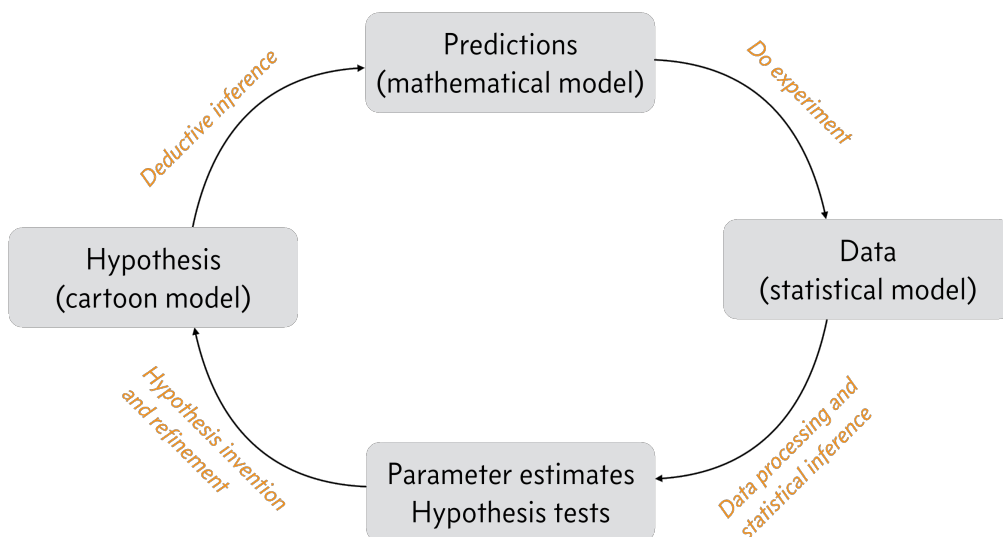 Predictions
(mathematical model)
Deductive inference
Do experiment
Hypothesis
(cartoon model)
Data
(statistical model)
Hypothesis invention
and refinement
Data processing and
statistical inference
Parameter estimates
Hypothesis tests